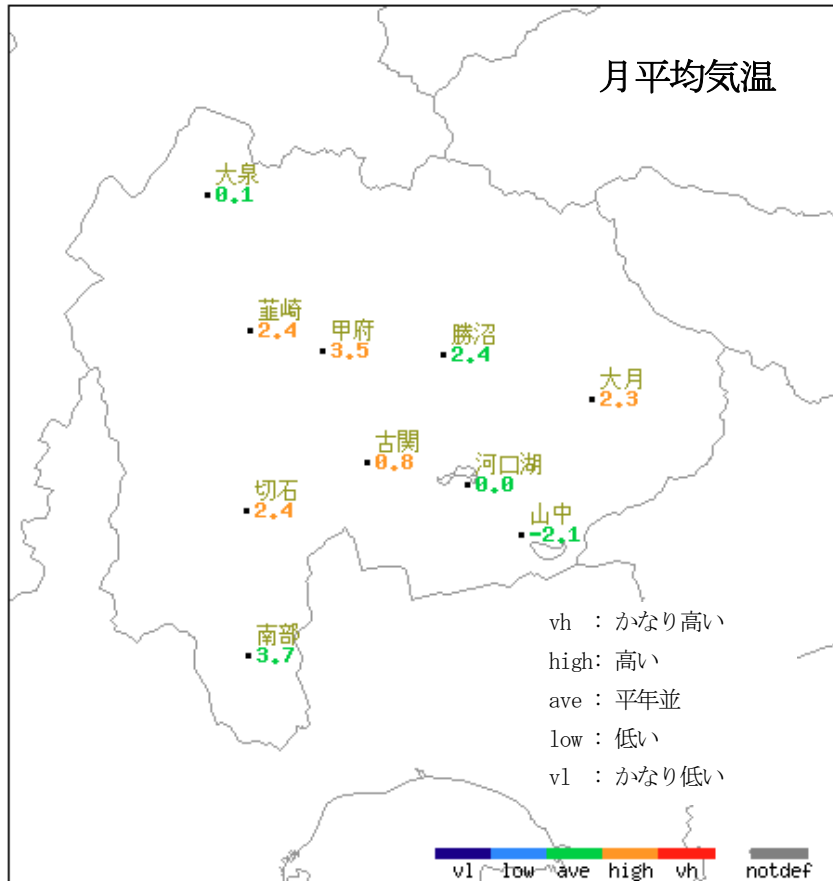 月平均気温
大泉
0.1
韮崎
2.4
甲府
3.5
勝沼
2.4
大月
2.3
古関
0.8
河口湖
0.0
切石
2.4
山中
-2.1
南部
3.7
vh : かなり高い
high: 高い
ave : 平年並
low : 低い
vl : かなり低い
vl low ave high vh notdef